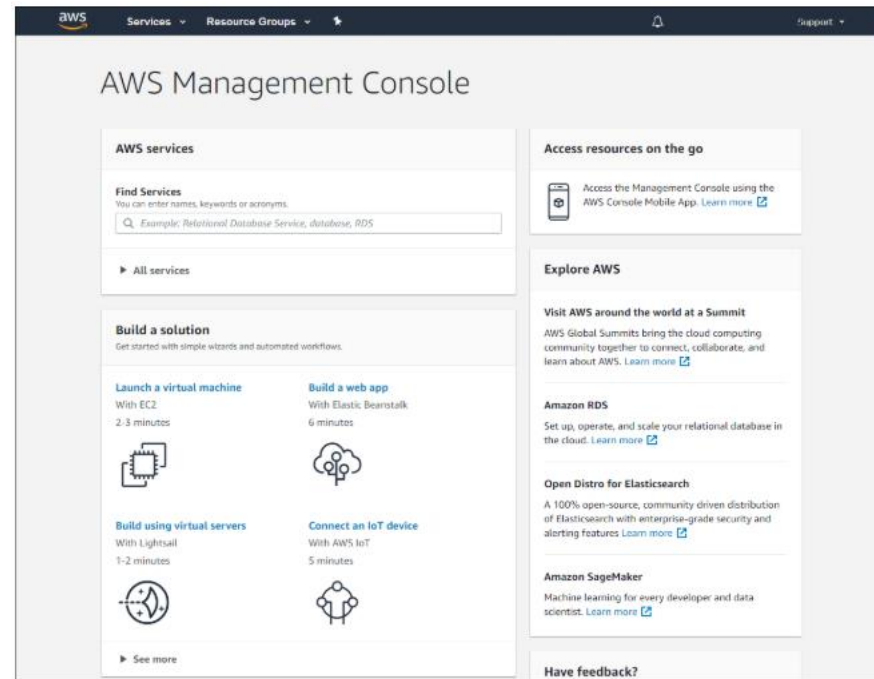 aws
Services
Resource Groups
Support
AWS Management Console
AWS services
Find Services
You can enter names, keywords or acronyms.
Example: Relational Database Service, database, RDS
All services
Build a solution
Get started with simple wizards and automated workflows.
Launch a virtual machine
With EC2
2-3 minutes
Build a web app
With Elastic Beanstalk
6 minutes
Build using virtual servers
With Lightsail
1-2 minutes
Connect an IoT device
With AWS IoT
5 minutes
See more
Access resources on the go
Access the Management Console using the
AWS Console Mobile App. Learn more
Explore AWS
Visit AWS around the world at a Summit
AWS Global Summits bring the cloud computing
community together to connect, collaborate, and
learn about AWS. Learn more
Amazon RDS
Set up, operate, and scale your relational database in
the cloud. Learn more
Open Distro for Elasticsearch
A 100% open-source, community driven distribution
of Elasticsearch with enterprise-grade security and
alerting features Learn more
Amazon SageMaker
Machine learning for every developer and data
scientist. Learn more
Have feedback?